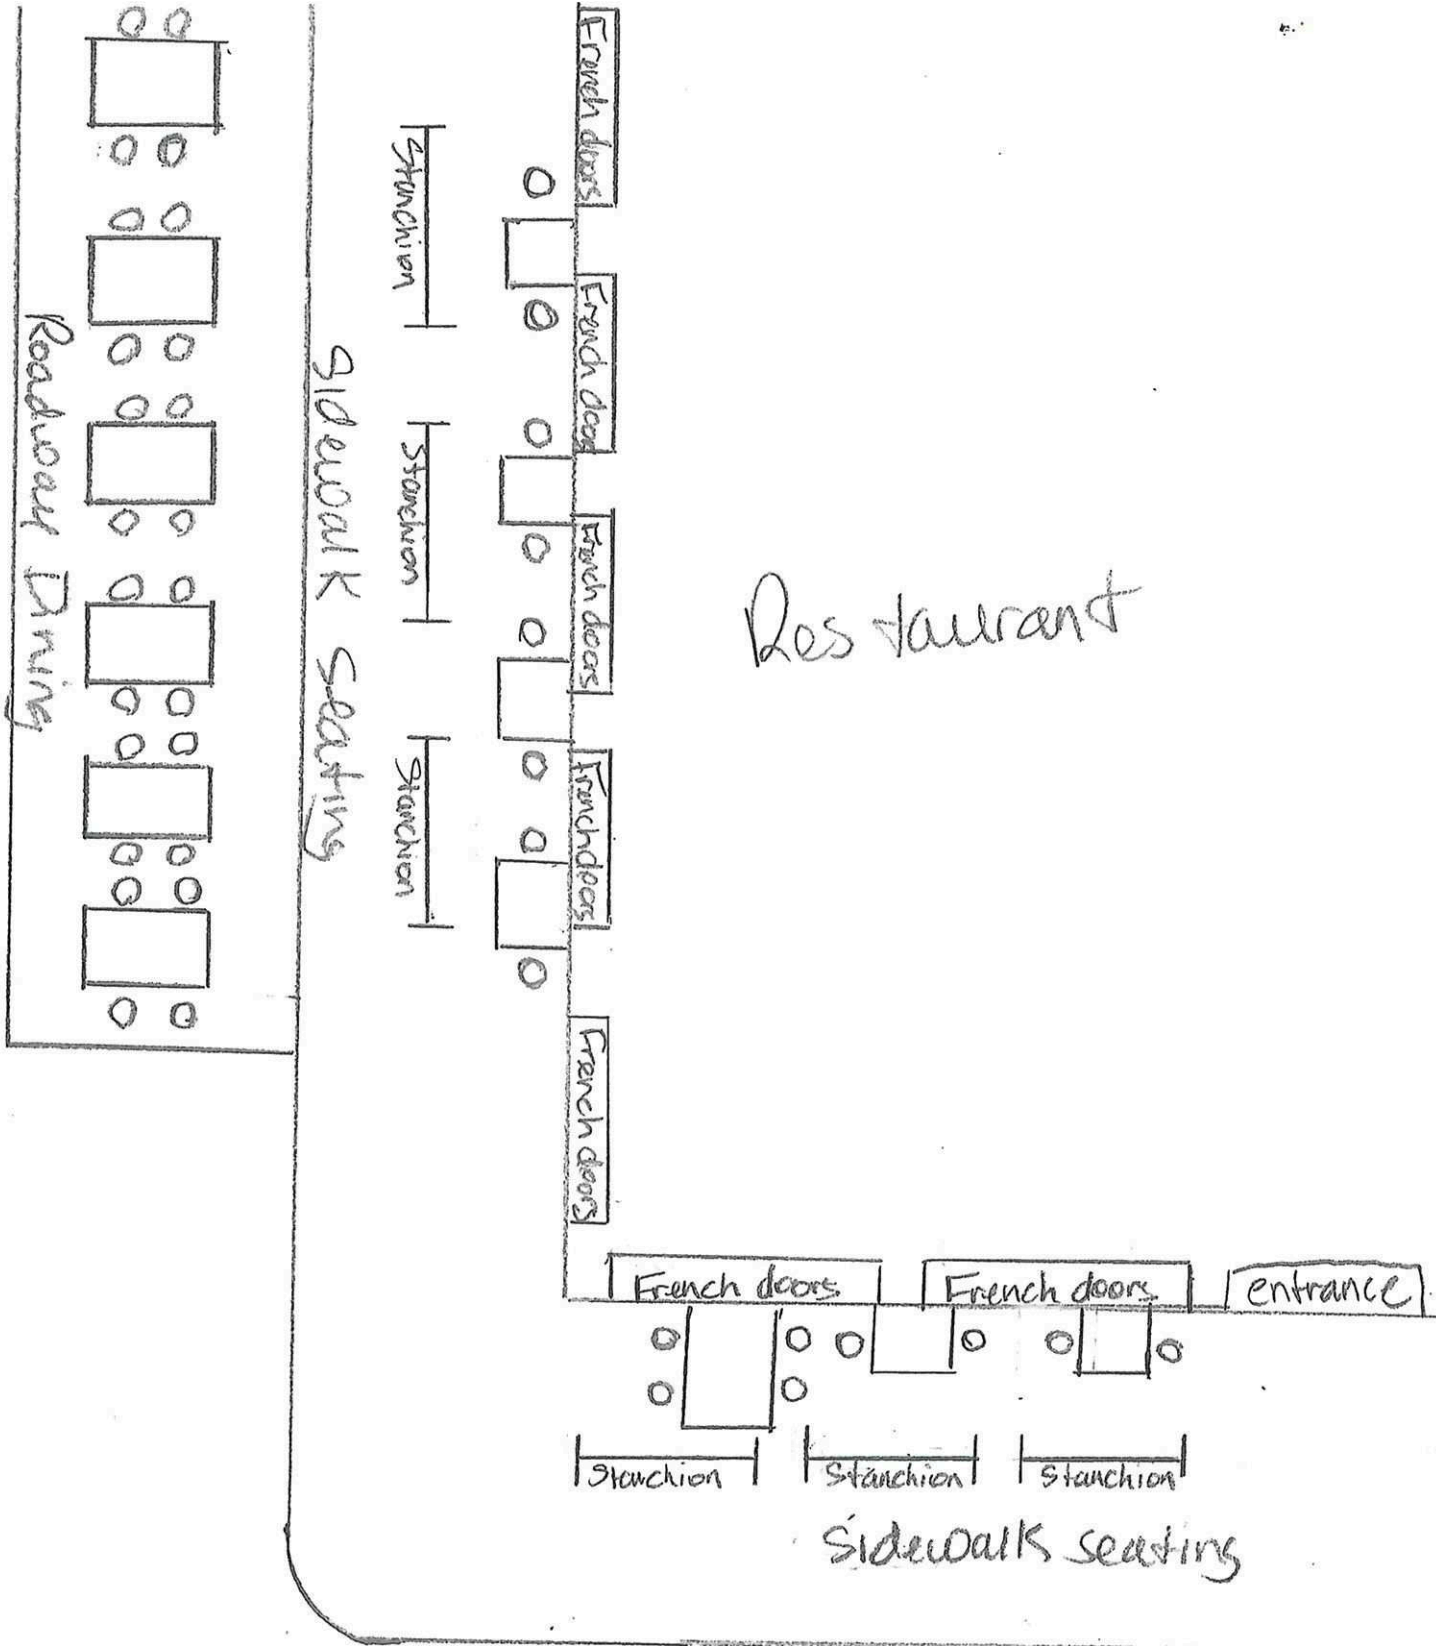 French doors
Stanchion
French door
Roadway Dining
Sidewalk Seating
Stanchion
French doors
Restaurant
Stanchion
Frenchdoors
French doors
French doors
French doors
entrance
Stanchion
Stanchion
Stanchion
Sidewalk seating